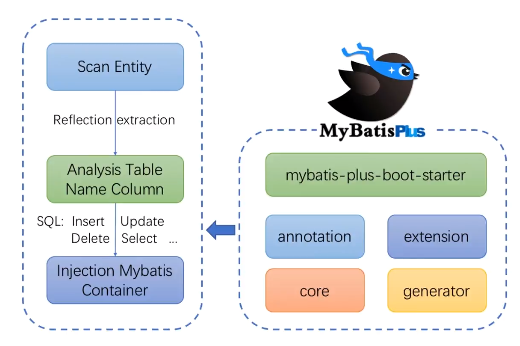 Scan Entity
Reflection extraction
Analysis Table
Name Column
SQL: Insert Update
Delete Select ...
Injection Mybatis
Container
MyBatisPlus
mybatis-plus-boot-starter
annotation
extension
core
generator